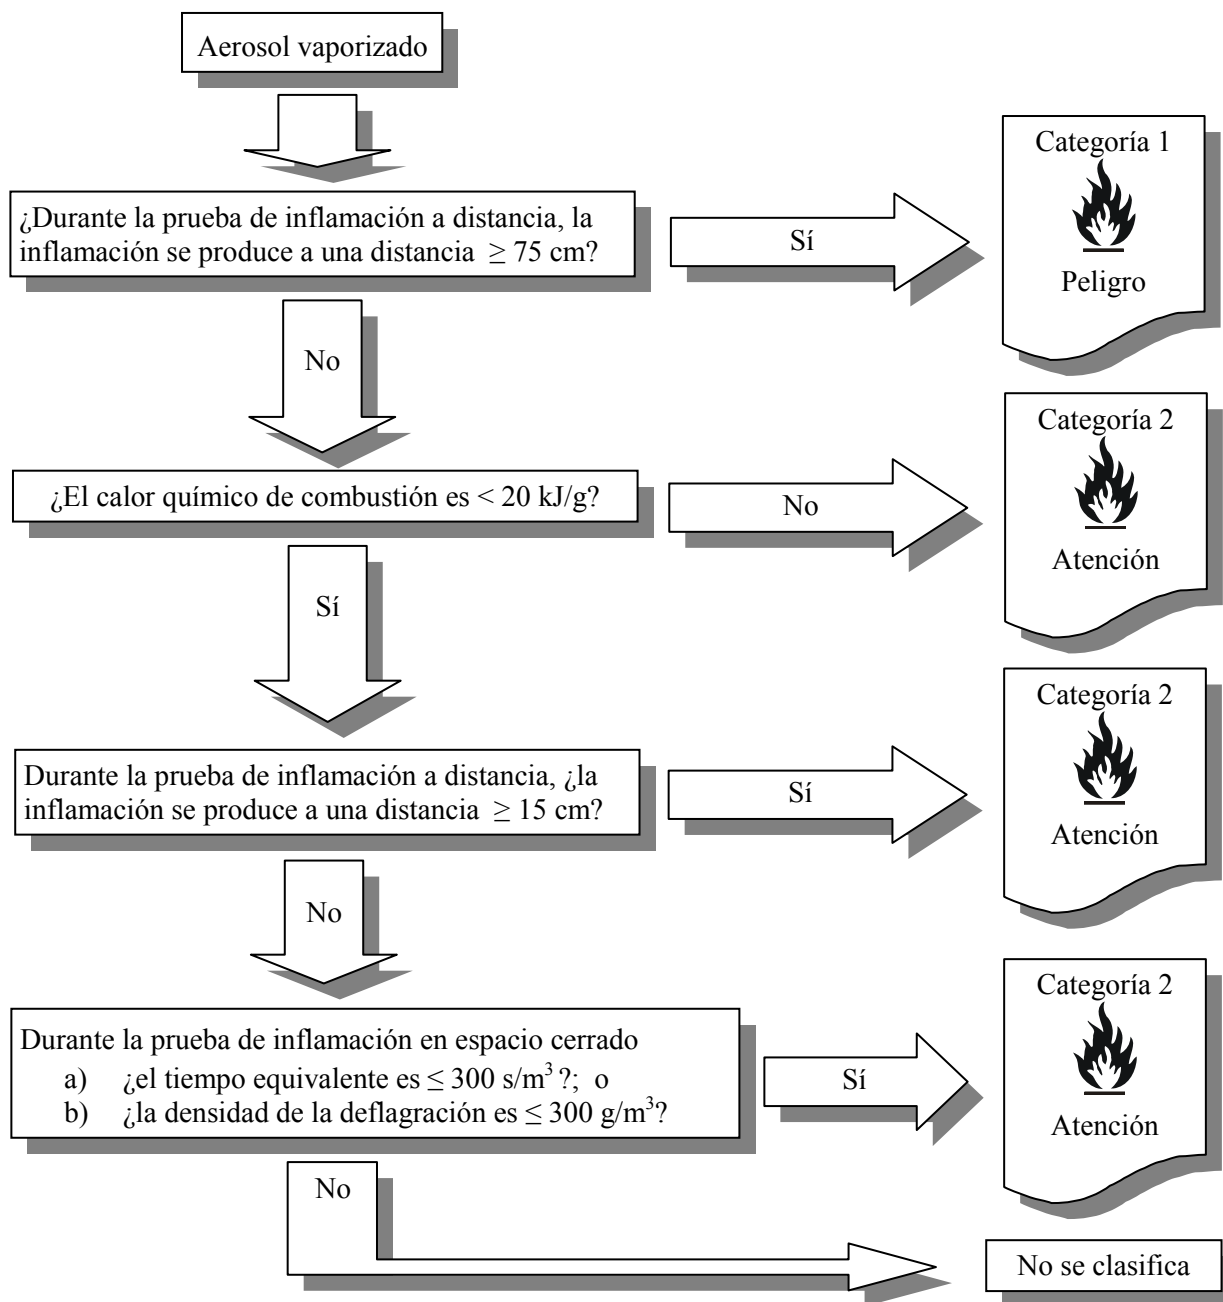 Aerosol vaporizado
¿Durante la prueba de inflamación a distancia, la
inflamación se produce a una distancia ≥ 75 cm?
Sí
Categoría 1
Peligro
No
¿El calor químico de combustión es < 20 kJ/g?
No
Categoría 2
Atención
Sí
Durante la prueba de inflamación a distancia, ¿la
inflamación se produce a una distancia ≥ 15 cm?
Sí
Categoría 2
Atención
No
Durante la prueba de inflamación en espacio cerrado
a) ¿el tiempo equivalente es ≤ 300 s/m³ ?; o
b) ¿la densidad de la deflagración es ≤ 300 g/m³?
Sí
Categoría 2
Atención
No
No se clasifica